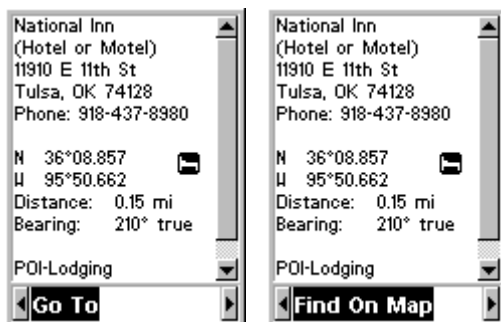 National Inn
(Hotel or Motel)
11910 E 11th St
Tulsa, OK 74128
Phone: 918-437-8980
N 36°08.857
W 95°50.662
Distance: 0.15 mi
Bearing: 210° true
POI-Lodging
Go To
National Inn
(Hotel or Motel)
11910 E 11th St
Tulsa, OK 74128
Phone: 918-437-8980
N 36°08.857
W 95°50.662
Distance: 0.15 mi
Bearing: 210° true
POI-Lodging
Find On Map